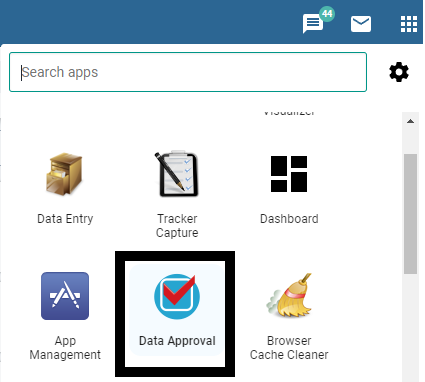 44
Search apps
Visualizer
Data Entry
Tracker
Capture
Dashboard
App
Management
Data Approval
Browser
Cache Cleaner